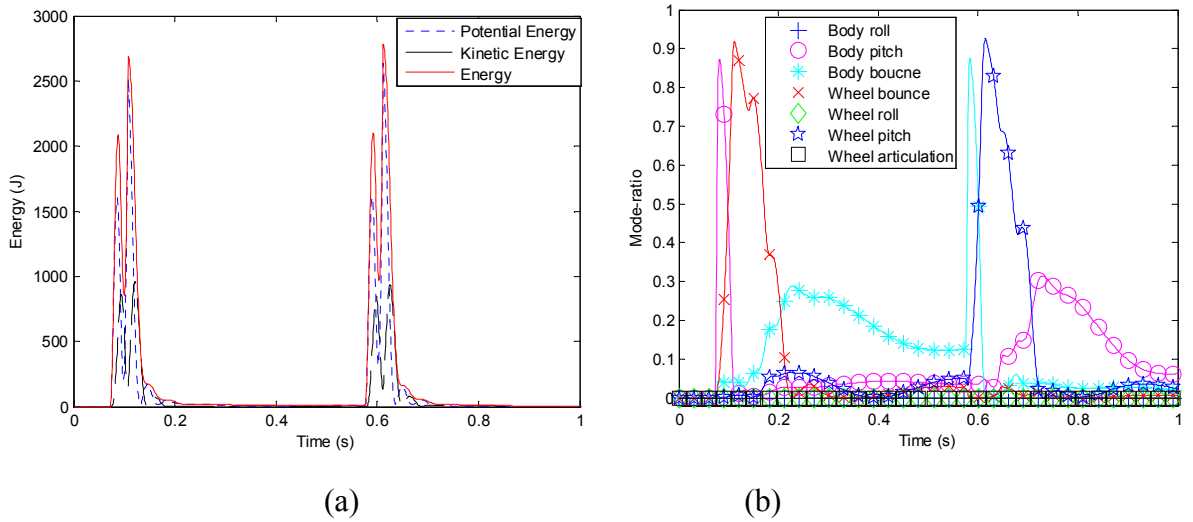 3000
2500
2000
1500
1000
500
0
Energy (J)
0
0.2
0.4
0.6
0.8
1
Time (s)
Potential Energy
Kinetic Energy
Energy
(a)
1
0.9
0.8
0.7
0.6
0.5
0.4
0.3
0.2
0.1
0
Mode-ratio
0
0.2
0.4
0.6
0.8
1
Time (s)
Body roll
Body pitch
Body boucne
Wheel bounce
Wheel roll
Wheel pitch
Wheel articulation
(b)